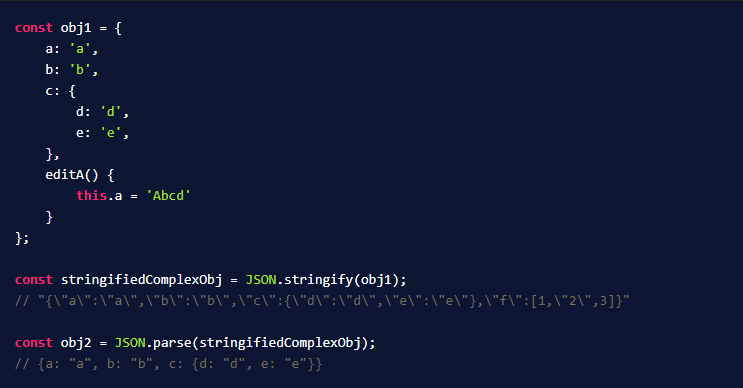 const obj1 = {
    a: 'a',
    b: 'b',
    c: {
        d: 'd',
        e: 'e',
    },
    editA() {
        this.a = 'Abcd'
    }
};
const stringifiedComplexObj = JSON.stringify(obj1);
// "{\"a\":\"a\",\"b\":\"b\",\"c\":{\"d\":\"d\",\"e\":\"e\"},\"f\":[1,\"2\",3]}"
const obj2 = JSON.parse(stringifiedComplexObj);
// {a: "a", b: "b", c: {d: "d", e: "e"}}